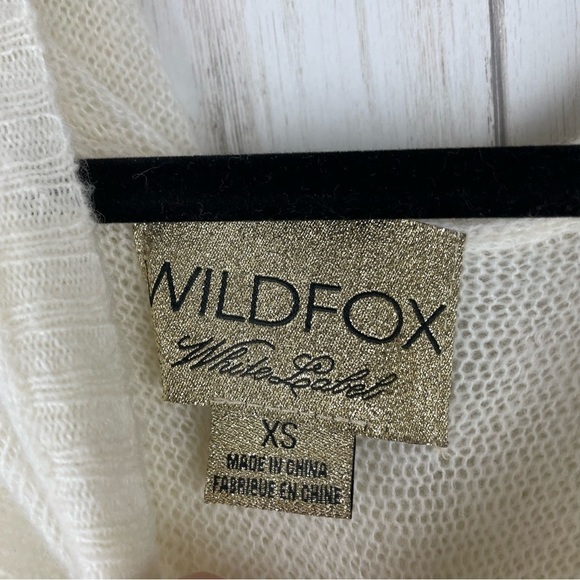 WILDFOX
White Label
XS
MADE IN CHINA
FABRIQUE EN CHINE